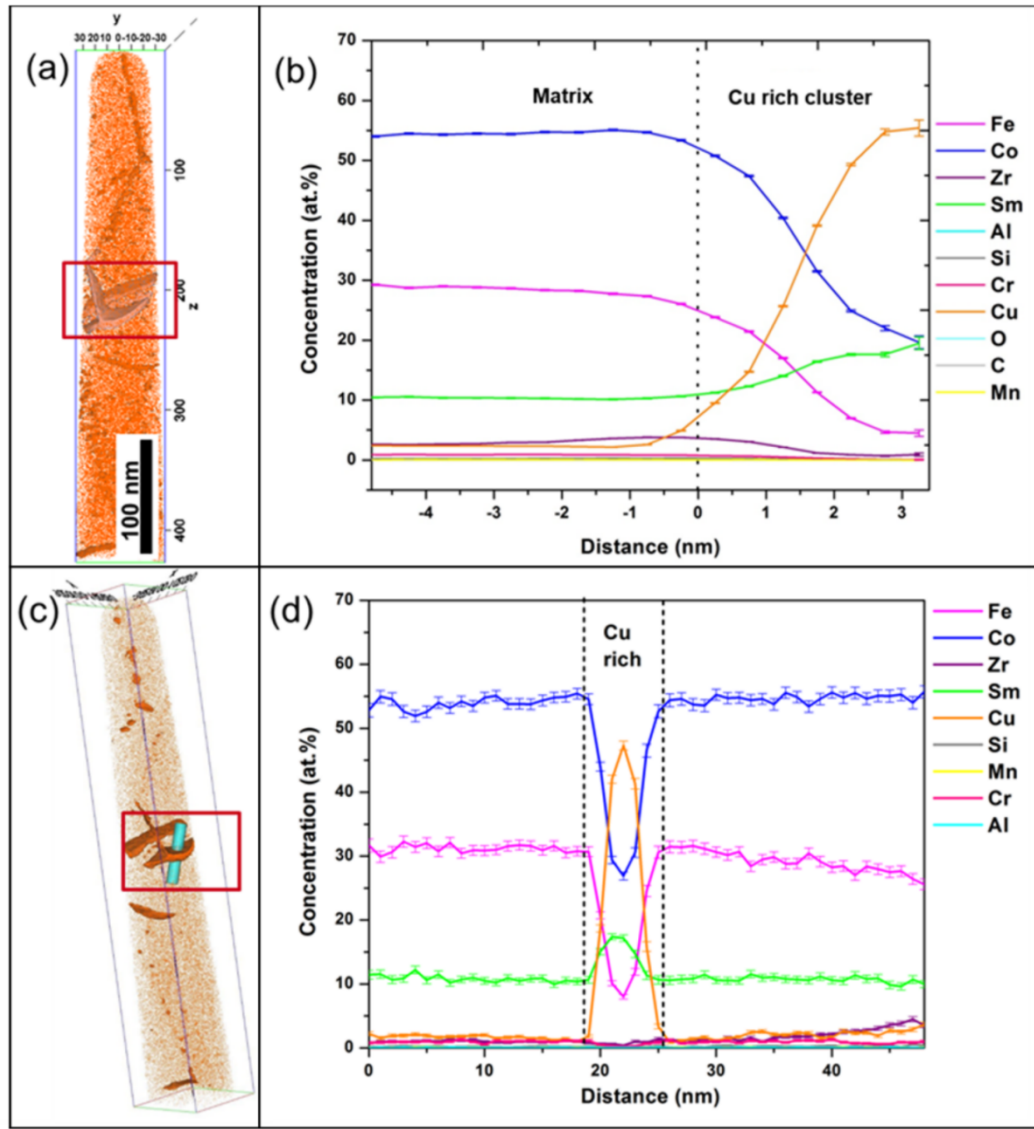 (a)
y
30 20 10 0 -10 -20 -30
100
200
z
300
400
100 nm
(b)
70
60
50
40
30
20
10
0
Concentration (at.%)
Matrix
Cu rich cluster
-4 -3 -2 -1 0 1 2 3
Distance (nm)
Fe
Co
Zr
Sm
Al
Si
Cr
Cu
O
C
Mn
(c)
(d)
70
60
50
40
30
20
10
0
Concentration (at.%)
Cu
rich
0 20 30 40
Distance (nm)
Fe
Co
Zr
Sm
Cu
Si
Mn
Cr
Al